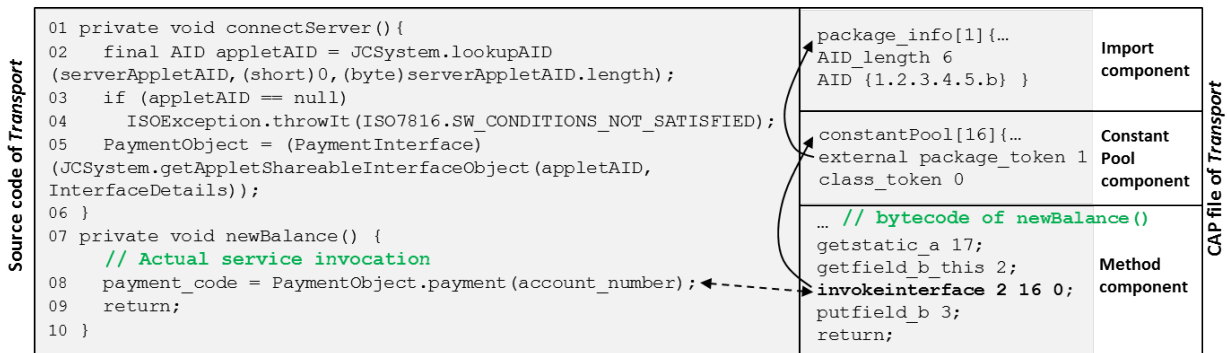 Source code of Transport
01 private void connectServer(){
02 final AID appletAID = JCSystem.lookupAID
(serverAppletAID,(short)0,(byte)serverAppletAID.length);
03 if (appletAID == null)
04 ISOException.throwIt(ISO7816.SW_CONDITIONS_NOT_SATISFIED);
05 PaymentObject = (PaymentInterface)
(JCSystem.getAppletShareableInterfaceObject(appletAID,
InterfaceDetails));
06 }
07 private void newBalance() {
// Actual service invocation
08 payment_code = PaymentObject.payment(account_number);
09 return;
10 }
package_info[1]{…
AID_length 6
AID {1.2.3.4.5.b} }
Import
component
constantPool[16]{…
external package_token 1
class_token 0
Constant
Pool
component
… // bytecode of newBalance()
getstatic_a 17;
getfield_b_this 2;
invokeinterface 2 16 0;
putfield_b 3;
return;
Method
component
CAP file of Transport